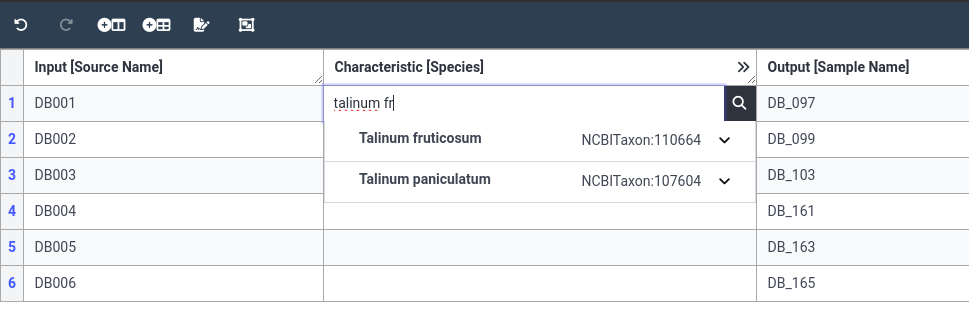 Input [Source Name] Characteristic [Species] Output [Sample Name]
1 DB001 talinum fr DB_097
Talinum fruticosum NCBITaxon:110664
2 DB002 DB_099
3 DB003 Talinum paniculatum NCBITaxon:107604 DB_103
4 DB004 DB_161
5 DB005 DB_163
6 DB006 DB_165